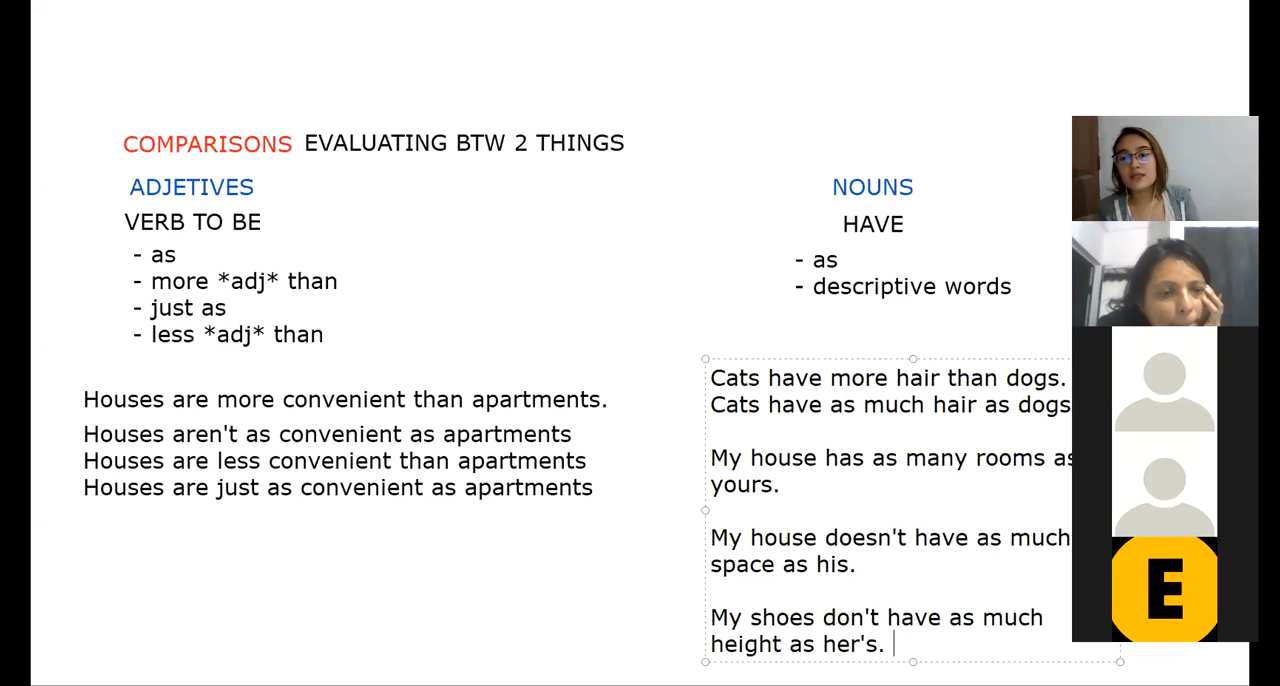 COMPARISONS EVALUATING BTW 2 THINGS
ADJETIVES
VERB TO BE
- as
- more *adj* than
- just as
- less *adj* than
Houses are more convenient than apartments.
Houses aren't as convenient as apartments
Houses are less convenient than apartments
Houses are just as convenient as apartments
NOUNS
HAVE
- as
- descriptive words
Cats have more hair than dogs.
Cats have as much hair as dogs
My house has as many rooms as
yours.
My house doesn't have as much
space as his.
My shoes don't have as much
height as her's.
E